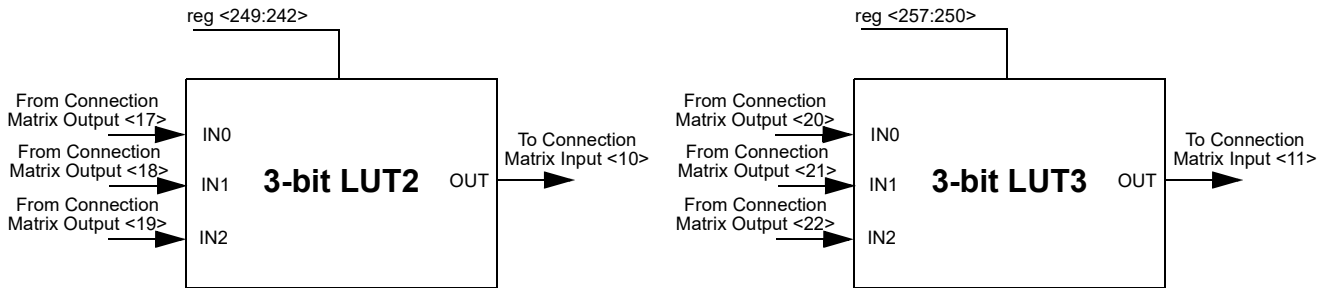 reg <249:242>
From Connection
Matrix Output <17>
IN0
From Connection
Matrix Output <18>
IN1
From Connection
Matrix Output <19>
IN2
3-bit LUT2
OUT
To Connection
Matrix Input <10>
reg <257:250>
From Connection
Matrix Output <20>
IN0
From Connection
Matrix Output <21>
IN1
From Connection
Matrix Output <22>
IN2
3-bit LUT3
OUT
To Connection
Matrix Input <11>